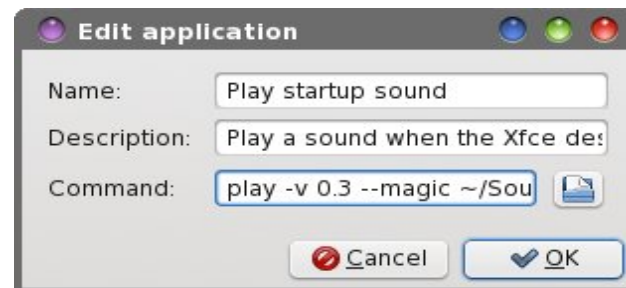 Edit application
Name: Play startup sound
Description: Play a sound when the Xfce des
Command: play -v 0.3 --magic ~/Sou
Cancel OK